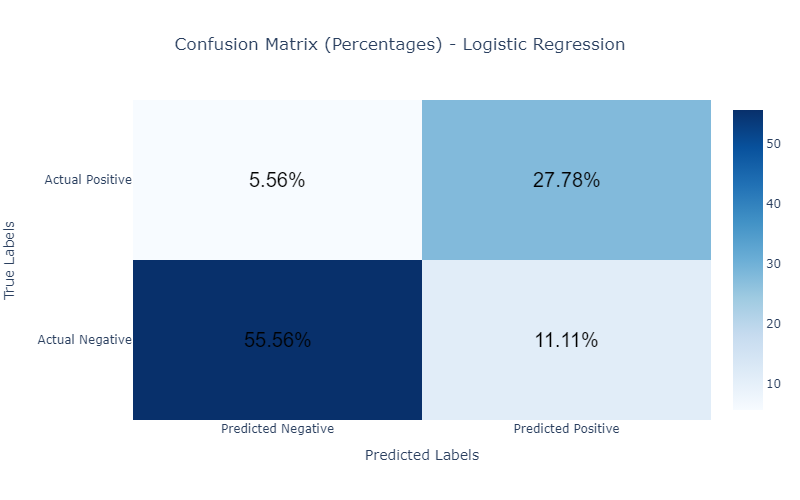 Confusion Matrix (Percentages) - Logistic Regression
True Labels
Actual Positive
5.56%
27.78%
Actual Negative
55.56%
11.11%
Predicted Negative
Predicted Positive
Predicted Labels
50
40
30
20
10